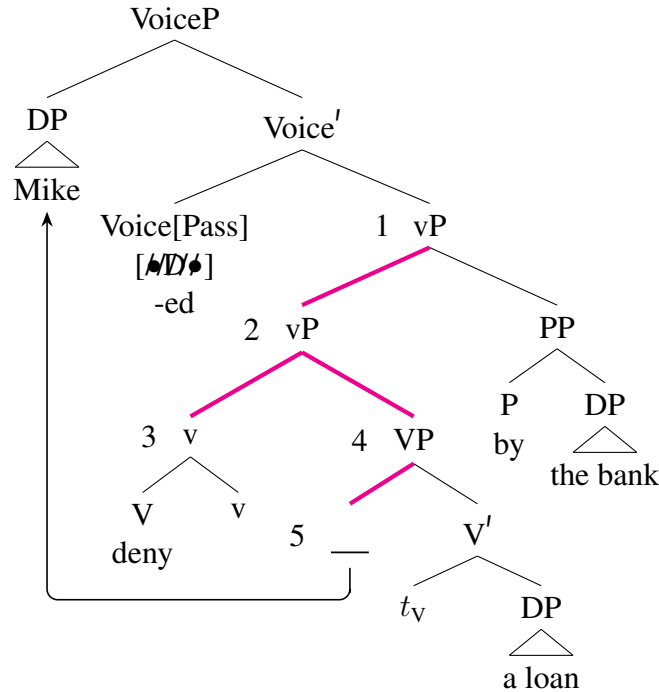 VoiceP
DP Voice′
Mike Voice[Pass] 1 vP
[•D•]
-ed
2 vP PP
P DP
3 v 4 VP by the bank
V v 5 __ V′
deny
tV DP
a loan